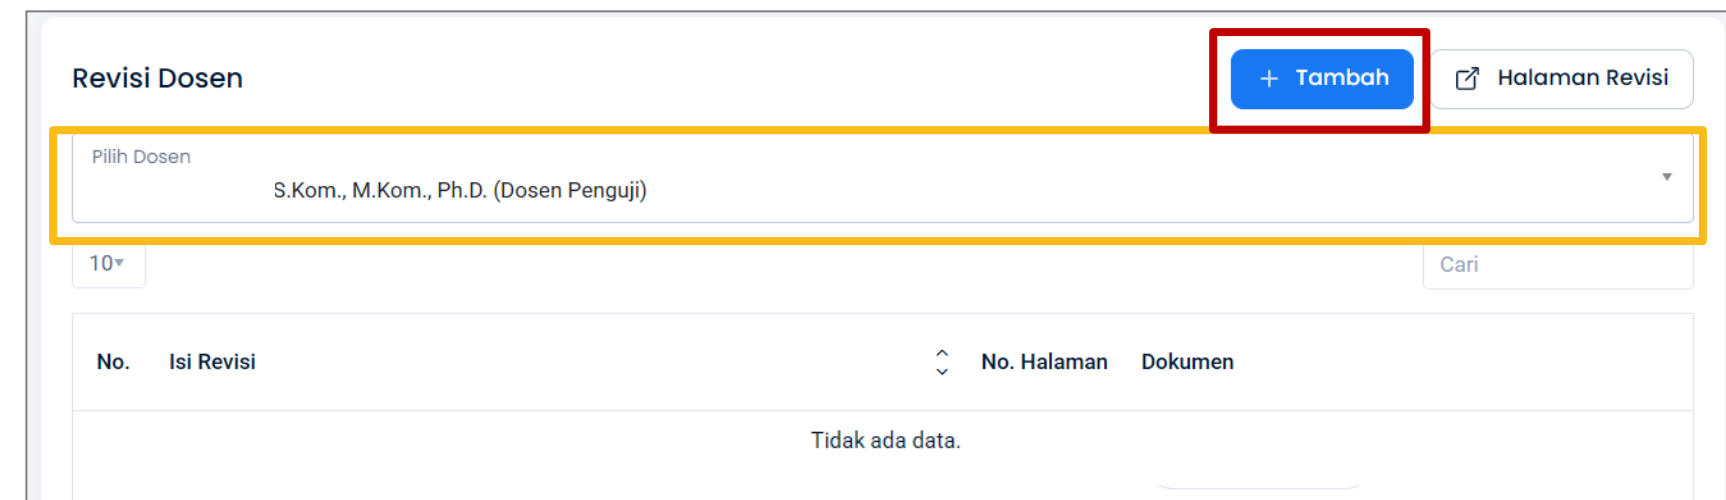 Revisi Dosen
+ Tambah
Halaman Revisi
Pilih Dosen
S.Kom., M.Kom., Ph.D. (Dosen Penguji)
10
Cari
No. Isi Revisi No. Halaman Dokumen
Tidak ada data.